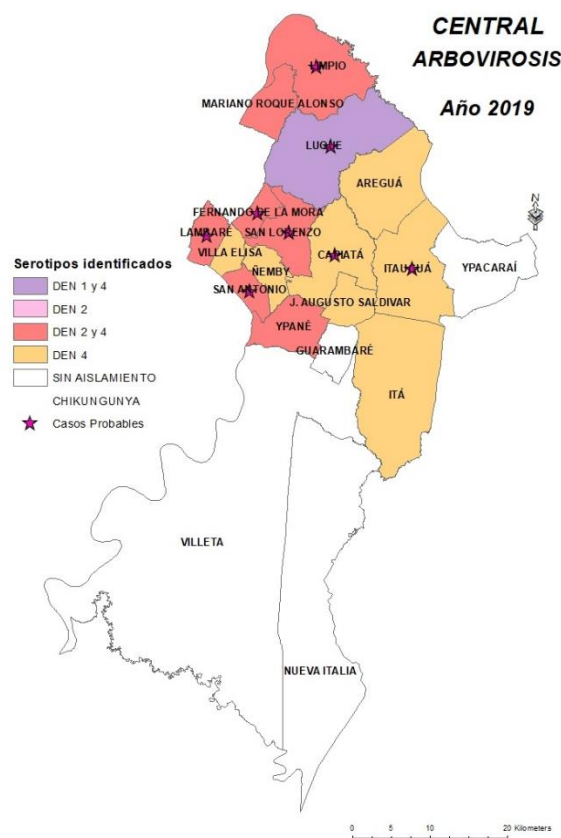 CENTRAL
ARBOVIROSIS
Año 2019
LIMPIO
MARIANO ROQUE ALONSO
LUQUE
AREGUÁ
FERNANDO DE LA MORA
LAMBARÉ
SAN LORENZO
VILLA ELISA
CAPIATÁ
ITAUGUÁ
YPACARAÍ
ÑEMBY
SAN ANTONIO
J. AUGUSTO SALDIVAR
YPANÉ
GUARAMBARÉ
ITÁ
VILLETA
NUEVA ITALIA
N
Serotipos identificados
DEN 1 y 4
DEN 2
DEN 2 y 4
DEN 4
SIN AISLAMIENTO
CHIKUNGUNYA
Casos Probables
0 5 10 20 Kilometers